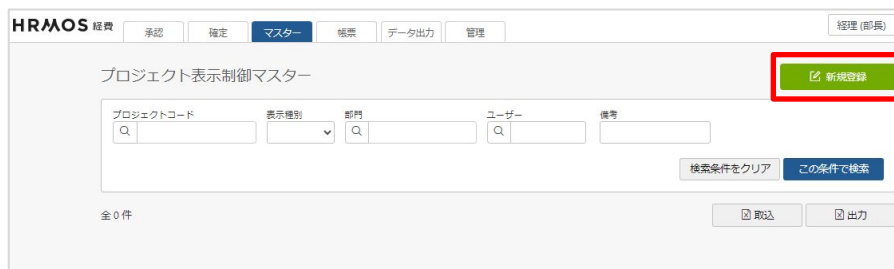 HRMOS 経費 承認 確定 マスター 帳票 データ出力 管理 経理 (部長)
プロジェクト表示制御マスター 新規登録
プロジェクトコード 表示種別 部門 ユーザー 備考
検索条件をクリア この条件で検索
全0件 取込 出力